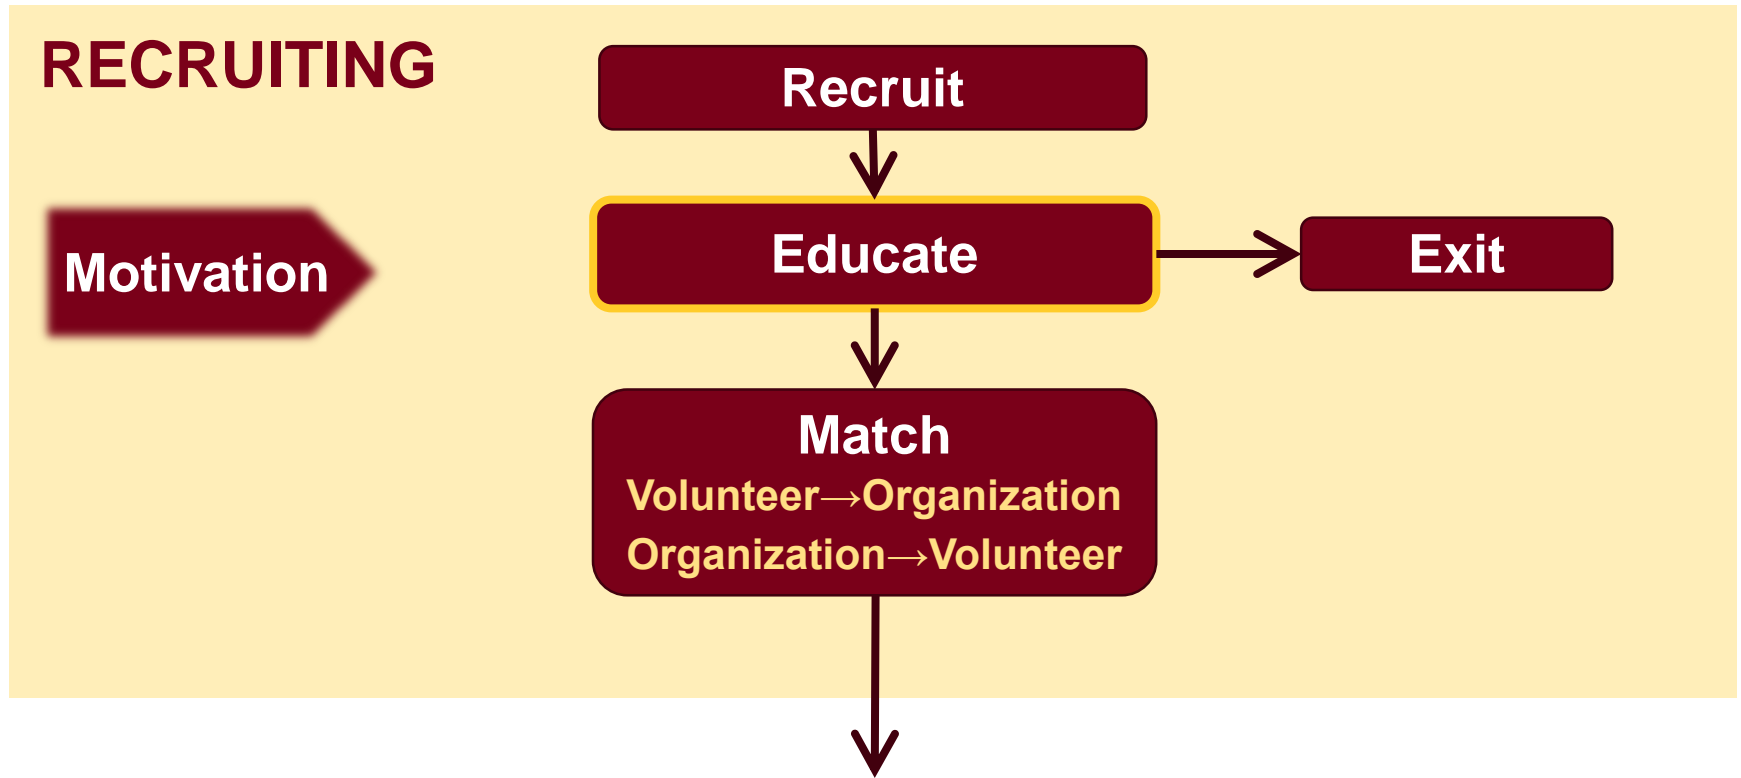 RECRUITING
Recruit
Educate
Exit
Motivation
Match
Volunteer→Organization
Organization→Volunteer